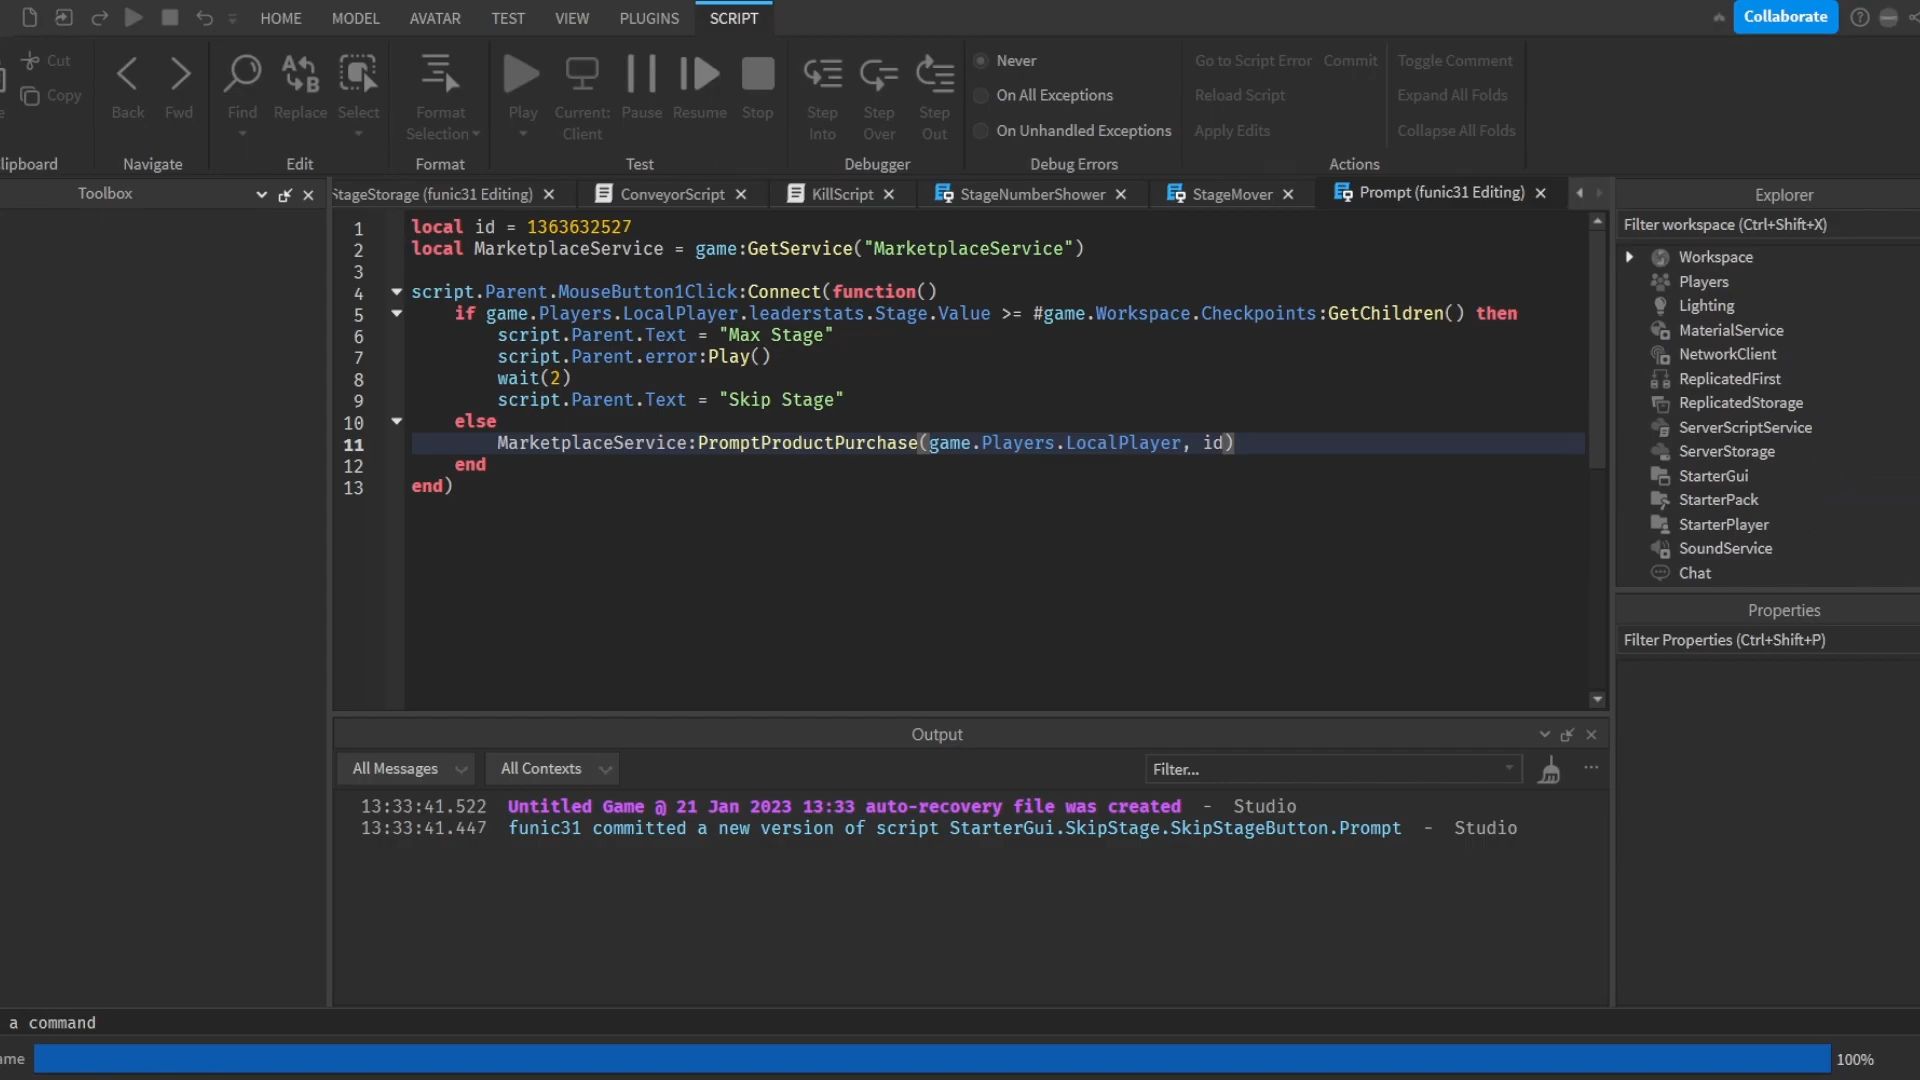 HOME MODEL AVATAR TEST VIEW PLUGINS SCRIPT Collaborate
Cut
Copy
lipboard
Back Fwd
Navigate
Find Replace Select
Edit
Format Selection
Format
Play Current: Client Pause Resume Stop
Test
Step Into Step Over Step Out
Debugger
Never
On All Exceptions
On Unhandled Exceptions
Debug Errors
Go to Script Error Commit Toggle Comment
Reload Script Expand All Folds
Apply Edits Collapse All Folds
Actions
Toolbox
StageStorage (funic31 Editing) ConveyorScript KillScript StageNumberShower StageMover Prompt (funic31 Editing)
1 local id = 1363632527
2 local MarketplaceService = game:GetService("MarketplaceService")
3
4 script.Parent.MouseButton1Click:Connect(function()
5 if game.Players.LocalPlayer.leaderstats.Stage.Value >= #game.Workspace.Checkpoints:GetChildren() then
6 script.Parent.Text = "Max Stage"
7 script.Parent.error:Play()
8 wait(2)
9 script.Parent.Text = "Skip Stage"
10 else
11 MarketplaceService:PromptProductPurchase(game.Players.LocalPlayer, id)
12 end
13 end)
Explorer
Filter workspace (Ctrl+Shift+X)
Workspace
Players
Lighting
MaterialService
NetworkClient
ReplicatedFirst
ReplicatedStorage
ServerScriptService
ServerStorage
StarterGui
StarterPack
StarterPlayer
SoundService
Chat
Properties
Filter Properties (Ctrl+Shift+P)
Output
All Messages All Contexts Filter... ...
13:33:41.522 Untitled Game @ 21 Jan 2023 13:33 auto-recovery file was created - Studio
13:33:41.447 funic31 committed a new version of script StarterGui.SkipStage.SkipStageButton.Prompt - Studio
a command
ame 100%